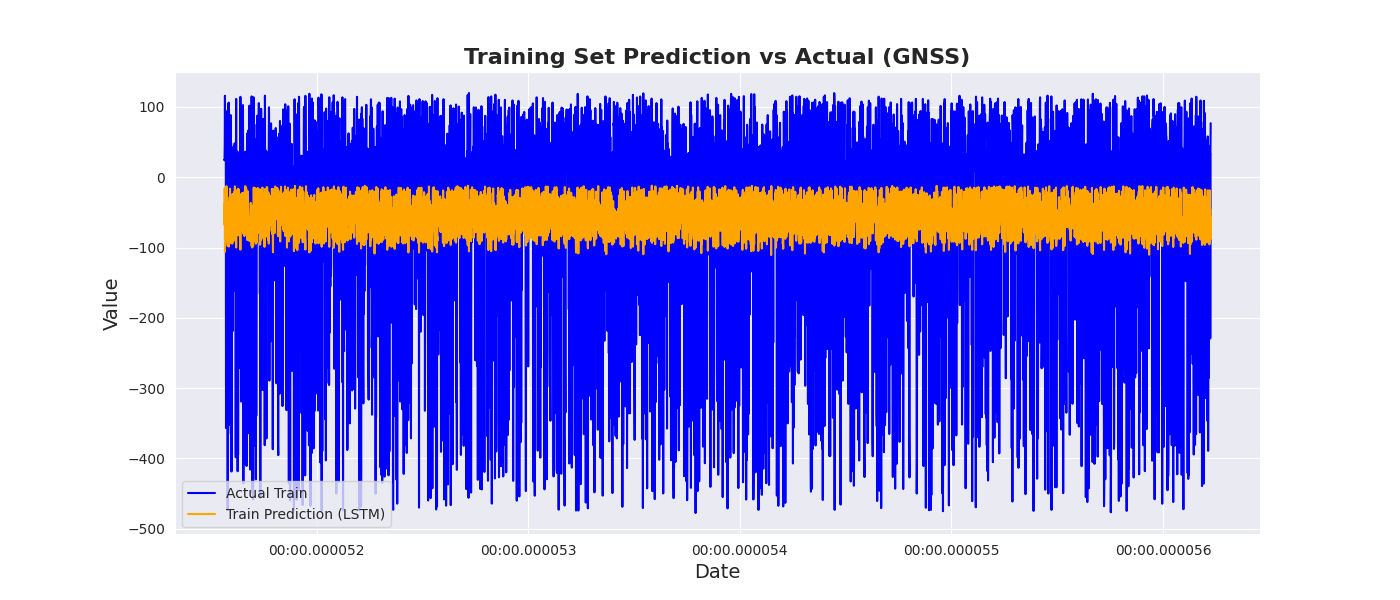 Training Set Prediction vs Actual (GNSS)
Value
100
0
−100
−200
−300
−400
−500
Actual Train
Train Prediction (LSTM)
00:00.000052
00:00.000053
00:00.000054
00:00.000055
00:00.000056
Date